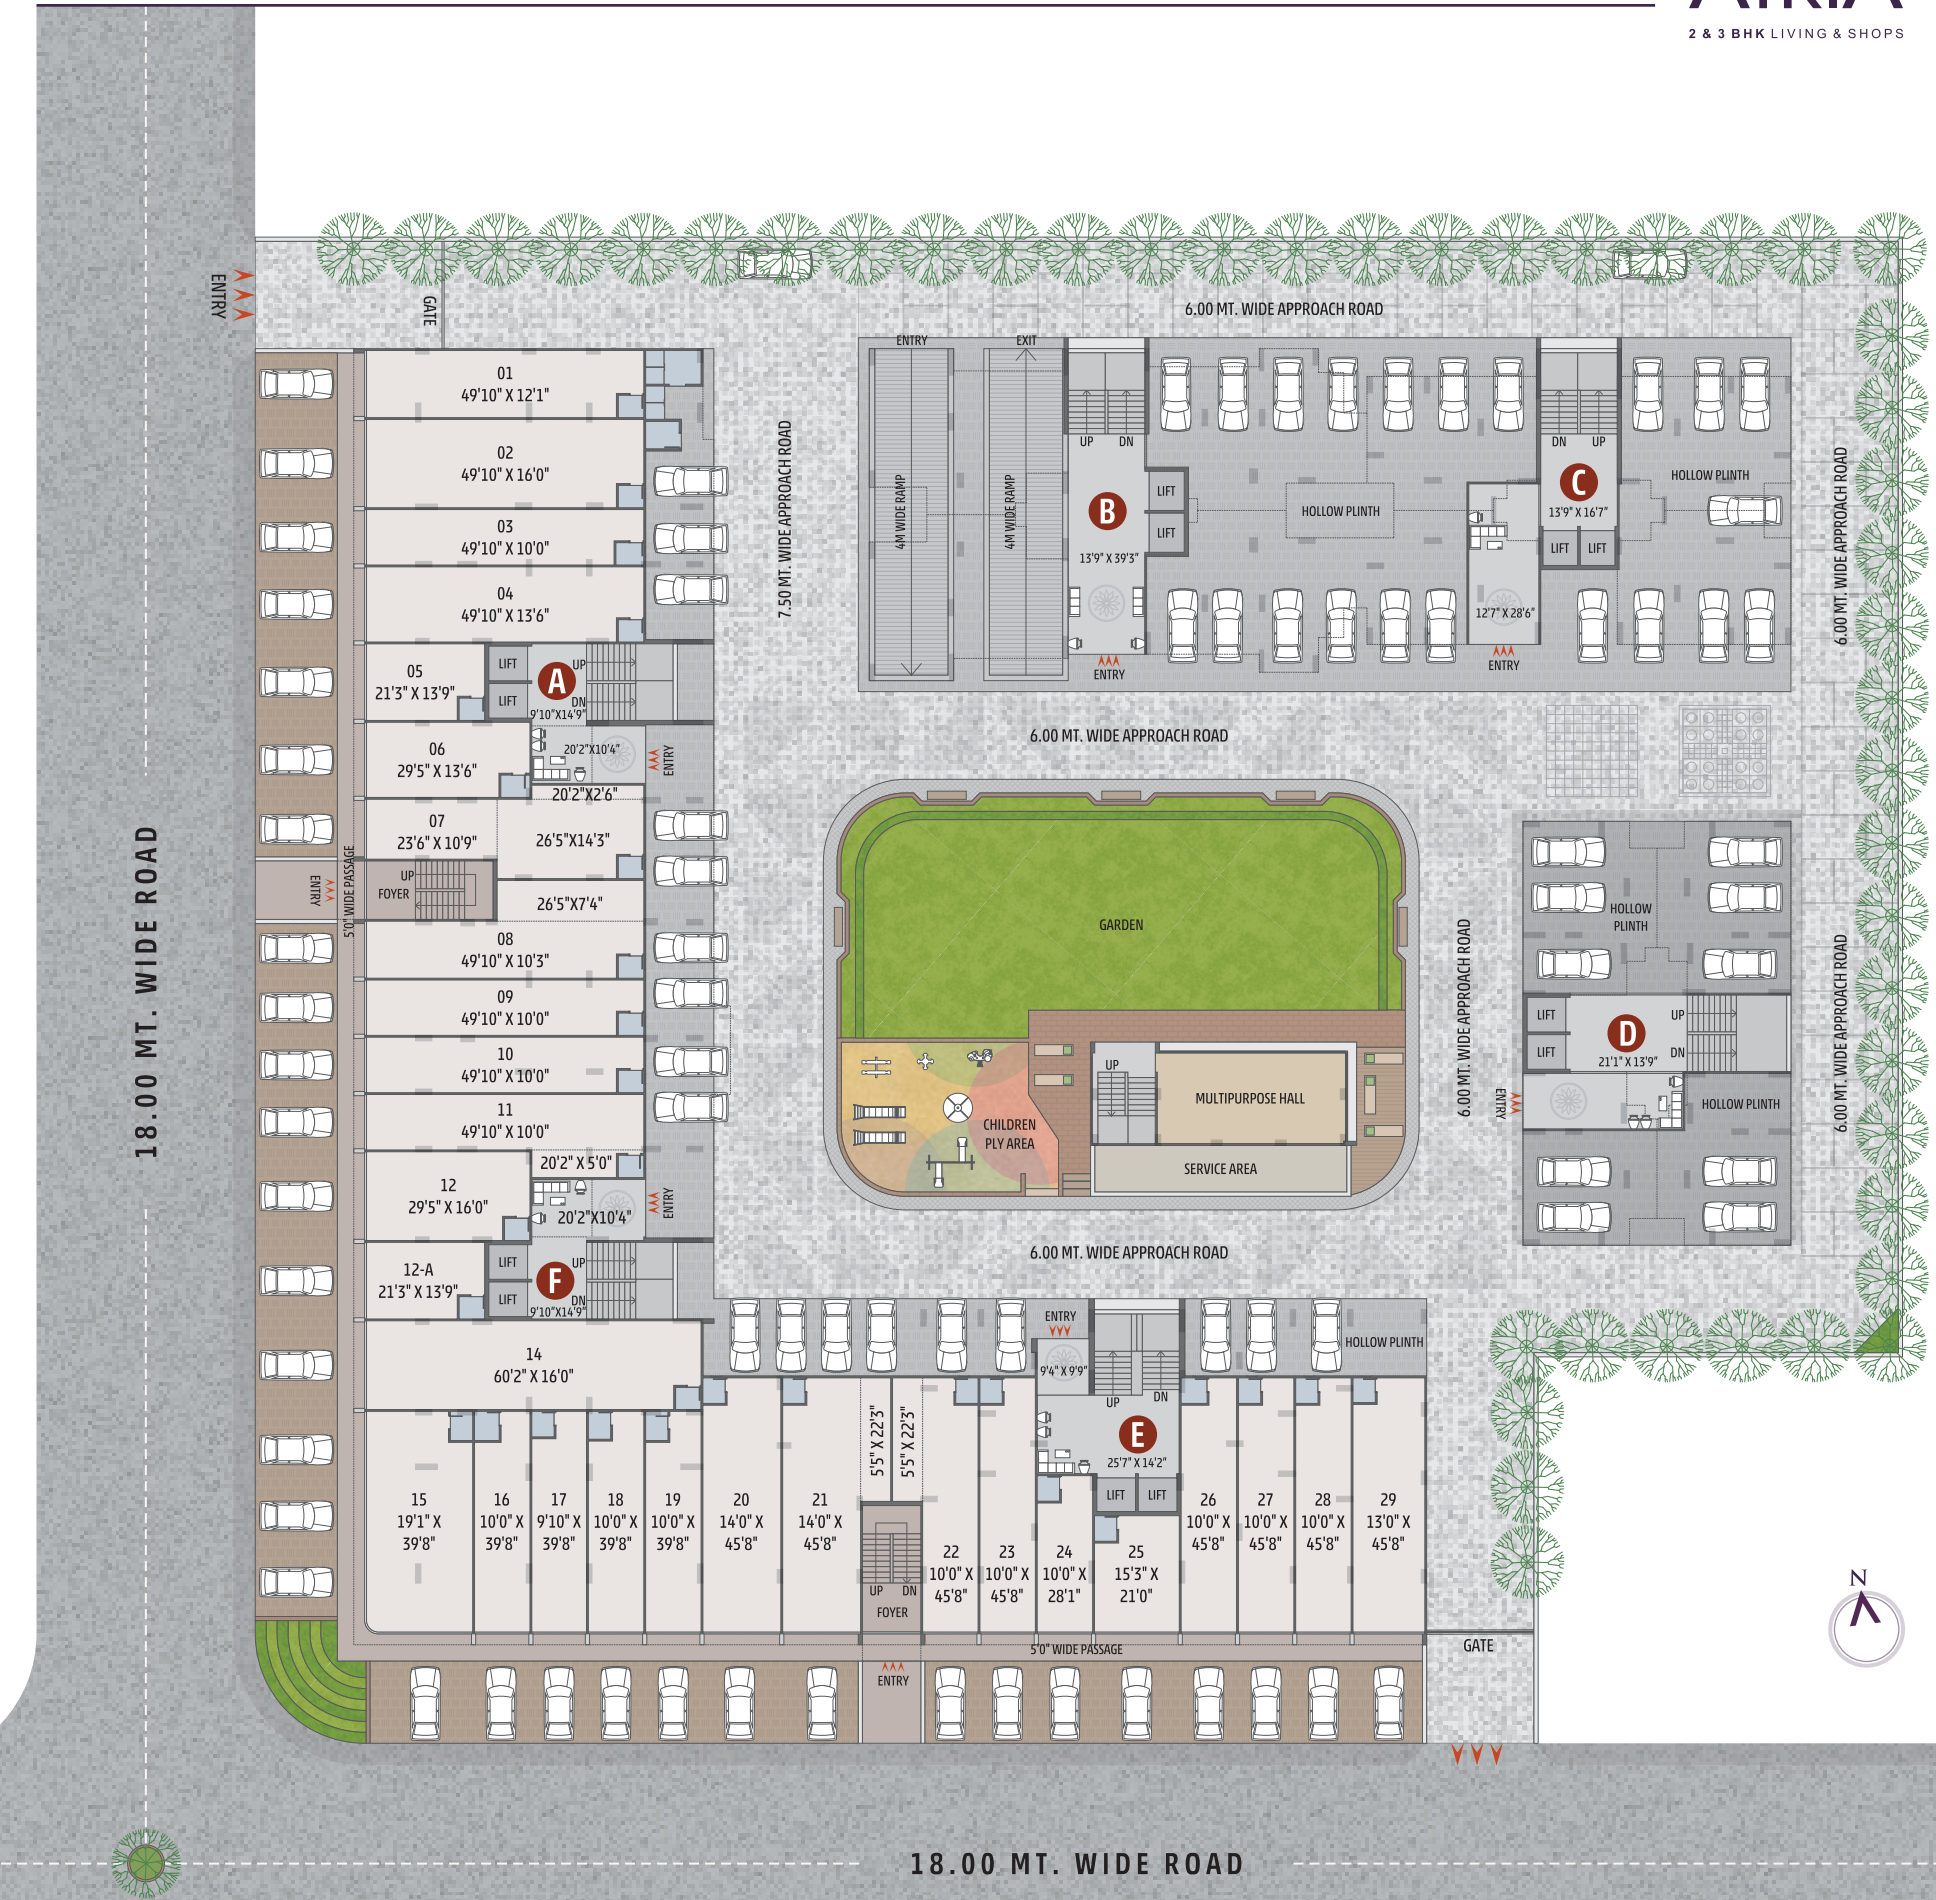 2 & 3 BHK LIVING & SHOPS
ENTRY
GATE
6.00 MT. WIDE APPROACH ROAD
01
49'10" X 12'1"
02
49'10" X 16'0"
03
49'10" X 10'0"
04
49'10" X 13'6"
05
21'3" X 13'9"
LIFT
LIFT
A
UP
DN
9'10"X14'9"
06
29'5" X 13'6"
20'2"X10'4"
ENTRY
20'2"X2'6"
07
23'6" X 10'9"
26'5"X14'3"
UP
FOYER
ENTRY
5'0" WIDE PASSAGE
26'5"X7'4"
08
49'10" X 10'3"
09
49'10" X 10'0"
10
49'10" X 10'0"
11
49'10" X 10'0"
20'2" X 5'0"
12
29'5" X 16'0"
20'2"X10'4"
ENTRY
12-A
21'3" X 13'9"
LIFT
LIFT
F
UP
DN
9'10"X14'9"
14
60'2" X 16'0"
7.50 MT. WIDE APPROACH ROAD
ENTRY
EXIT
4M WIDE RAMP
4M WIDE RAMP
UP
DN
LIFT
LIFT
B
13'9" X 39'3"
ENTRY
HOLLOW PLINTH
DN
UP
C
13'9" X 16'7"
LIFT
LIFT
12'7" X 28'6"
ENTRY
HOLLOW PLINTH
6.00 MT. WIDE APPROACH ROAD
6.00 MT. WIDE APPROACH ROAD
GARDEN
CHILDREN
PLY AREA
UP
MULTIPURPOSE HALL
SERVICE AREA
6.00 MT. WIDE APPROACH ROAD
6.00 MT. WIDE APPROACH ROAD
HOLLOW
PLINTH
LIFT
LIFT
D
21'1" X 13'9"
UP
DN
ENTRY
HOLLOW PLINTH
6.00 MT. WIDE APPROACH ROAD
ENTRY
9'4" X 9'9"
HOLLOW PLINTH
UP
DN
E
25'7" X 14'2"
LIFT
LIFT
15
19'1" X
39'8"
16
10'0" X
39'8"
17
9'10" X
39'8"
18
10'0" X
39'8"
19
10'0" X
39'8"
20
14'0" X
45'8"
21
14'0" X
45'8"
5'5" X 22'3"
5'5" X 22'3"
UP
DN
FOYER
22
10'0" X
45'8"
23
10'0" X
45'8"
24
10'0" X
28'1"
25
15'3" X
21'0"
26
10'0" X
45'8"
27
10'0" X
45'8"
28
10'0" X
45'8"
29
13'0" X
45'8"
5'0" WIDE PASSAGE
ENTRY
GATE
N
18.00 MT. WIDE ROAD
18.00 MT. WIDE ROAD